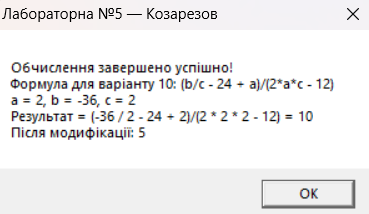 Лабораторна №5 — Козарезов
Обчислення завершено успішно!
Формула для варіанту 10: (b/c - 24 + a)/(2*a*c - 12)
a = 2, b = -36, c = 2
Результат = (-36 / 2 - 24 + 2)/(2 * 2 * 2 - 12) = 10
Після модифікації: 5
OK